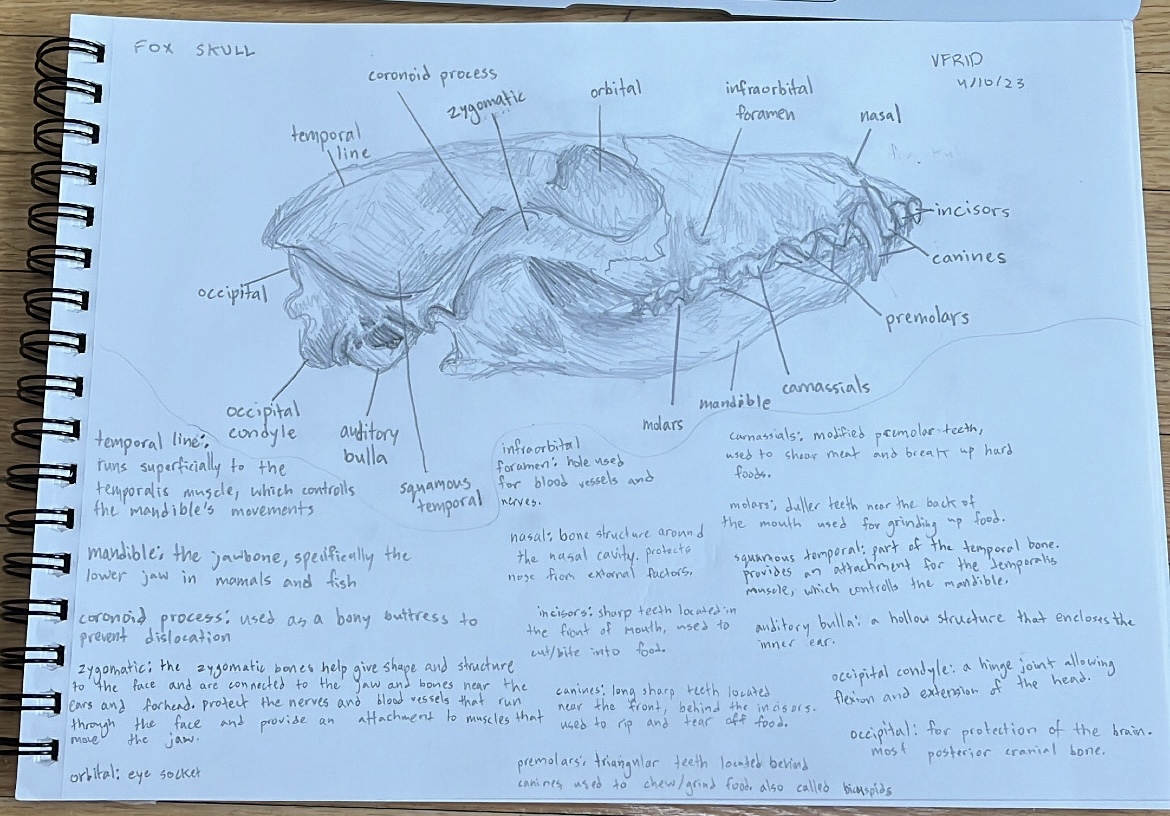 FOX SKULL
VFRID
4/10/23
coronoid process
zygomatic
orbital
infraorbital
foramen
nasal
temporal
line
incisors
canines
occipital
premolars
carnassials
mandible
molars
occipital
condyle
auditory
bulla
squamous
temporal
temporal line:
runs superficially to the
temporalis muscle, which controlls
the mandible's movements
mandible: the jawbone, specifically the
lower jaw in mamals and fish
coronoid process: used as a bony buttress to
prevent dislocation
zygomatic: the zygomatic bones help give shape and structure
to the face and are connected to the jaw and bones near the
ears and forhead. protect the nerves and blood vessels that run
through the face and provide an attachment to muscles that
move the jaw.
orbital: eye socket
infraorbital
foramen: hole used
for blood vessels and
nerves.
nasal: bone structure around
the nasal cavity. protects
nose from external factors.
incisors: sharp teeth located in
the front of mouth, used to
cut/bite into food.
canines: long sharp teeth located
near the front, behind the incisors.
used to rip and tear off food.
premolars: triangular teeth located behind
canines used to chew/grind food. also called bicuspids
carnassials: modified premolar teeth,
used to shear meat and break up hard
foods.
molars: duller teeth near the back of
the mouth used for grinding up food.
squamous temporal: part of the temporal bone.
provides an attachment for the temporalis
muscle, which controlls the mandible.
auditory bulla: a hollow structure that encloses the
inner ear.
occipital condyle: a hinge joint allowing
flexion and extension of the head.
occipital: for protection of the brain.
most posterior cranial bone.